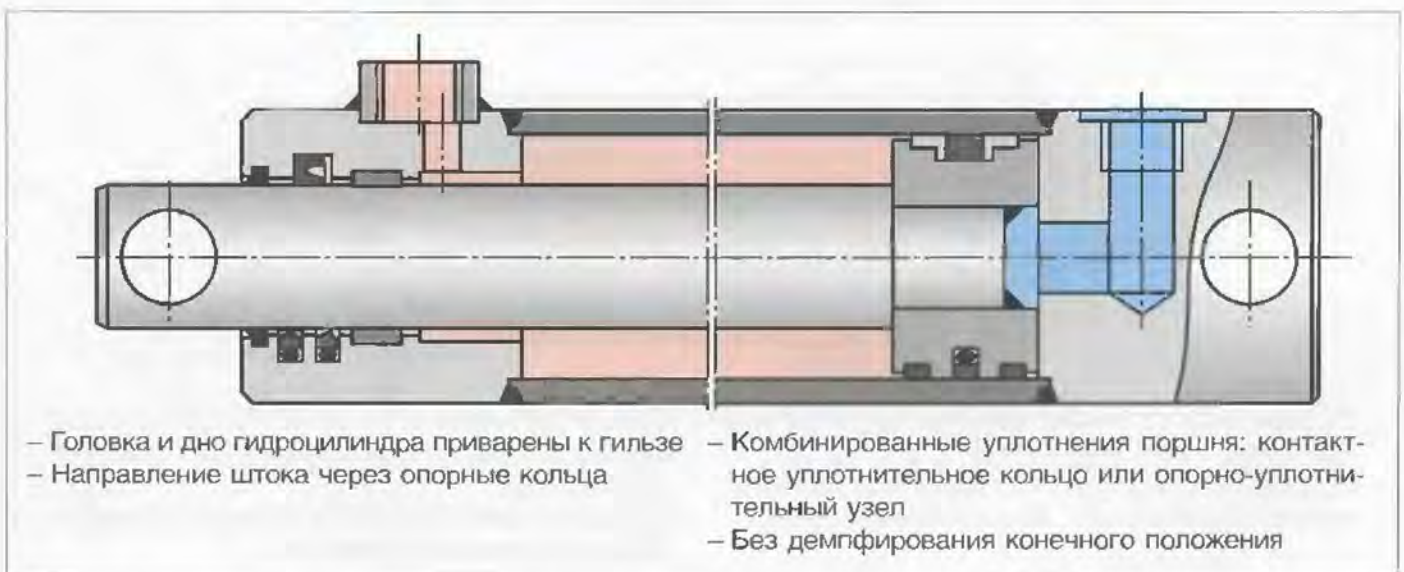 – Головка и дно гидроцилиндра приварены к гильзе
– Направление штока через опорные кольца
– Комбинированные уплотнения поршня: контакт-
ное уплотнительное кольцо или опорно-уплотни-
тельный узел
– Без демпфирования конечного положения